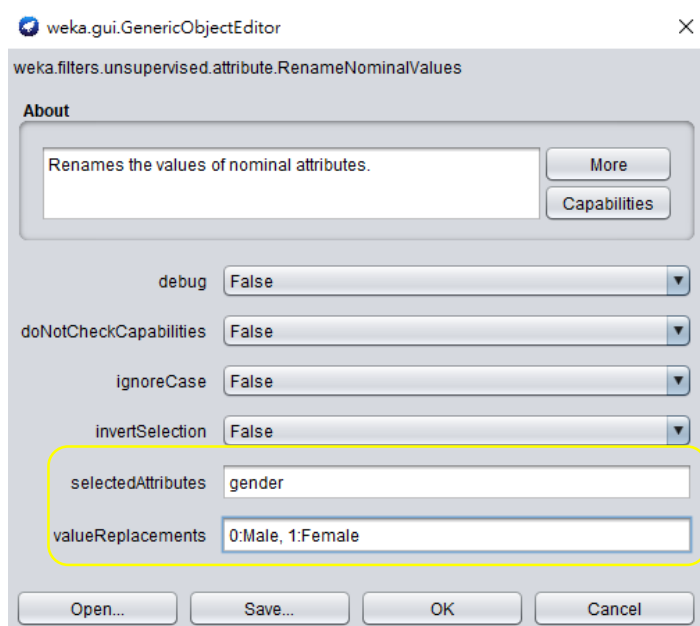 weka.gui.GenericObjectEditor
weka.filters.unsupervised.attribute.RenameNominalValues
About
Renames the values of nominal attributes.
More
Capabilities
debug False
doNotCheckCapabilities False
ignoreCase False
invertSelection False
selectedAttributes gender
valueReplacements 0:Male, 1:Female
Open... Save... OK Cancel